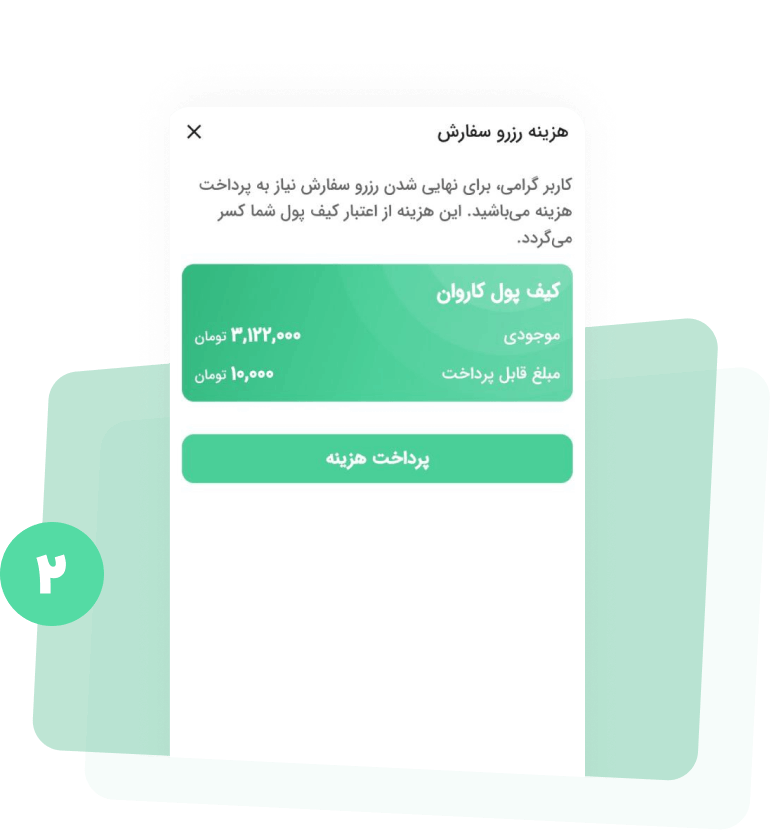 هزینه رزرو سفارش
کاربر گرامی، برای نهایی شدن رزرو سفارش نیاز به پرداخت
هزینه می‌باشید. این هزینه از اعتبار کیف پول شما کسر
می‌گردد.
کیف پول کاروان
موجودی ۳,۱۲۲,۰۰۰ تومان
مبلغ قابل پرداخت ۱۰,۰۰۰ تومان
پرداخت هزینه
۲